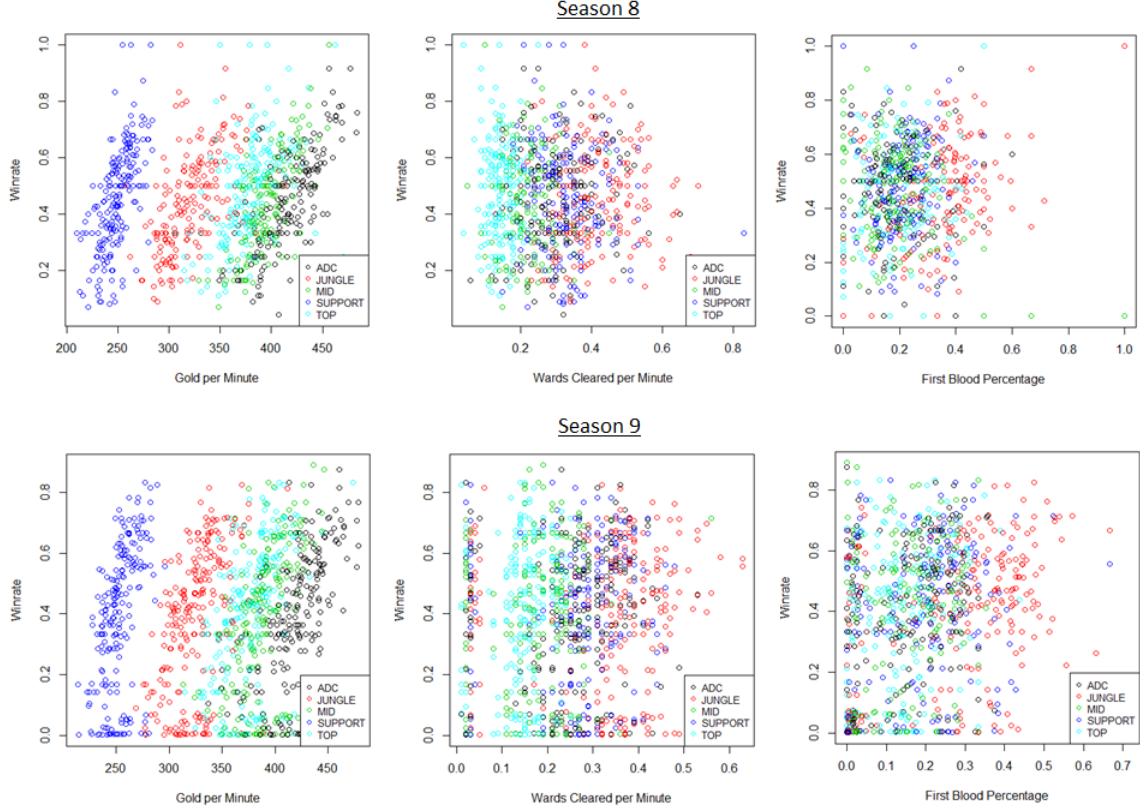 Season 8
Winrate
0.2 0.4 0.6 0.8 1.0
ADC
JUNGLE
MID
SUPPORT
TOP
200 250 300 350 400 450
Gold per Minute
Winrate
0.2 0.4 0.6 0.8 1.0
ADC
JUNGLE
MID
SUPPORT
TOP
0.2 0.4 0.6 0.8
Wards Cleared per Minute
Winrate
0.0 0.2 0.4 0.6 0.8 1.0
ADC
JUNGLE
MID
SUPPORT
TOP
0.0 0.2 0.4 0.6 0.8 1.0
First Blood Percentage
Season 9
Winrate
0.0 0.2 0.4 0.6 0.8
ADC
JUNGLE
MID
SUPPORT
TOP
250 300 350 400 450
Gold per Minute
Winrate
0.0 0.2 0.4 0.6 0.8
ADC
JUNGLE
MID
SUPPORT
TOP
0.0 0.1 0.2 0.3 0.4 0.5 0.6
Wards Cleared per Minute
Winrate
0.0 0.2 0.4 0.6 0.8
ADC
JUNGLE
MID
SUPPORT
TOP
0.0 0.1 0.2 0.3 0.4 0.5 0.6 0.7
First Blood Percentage